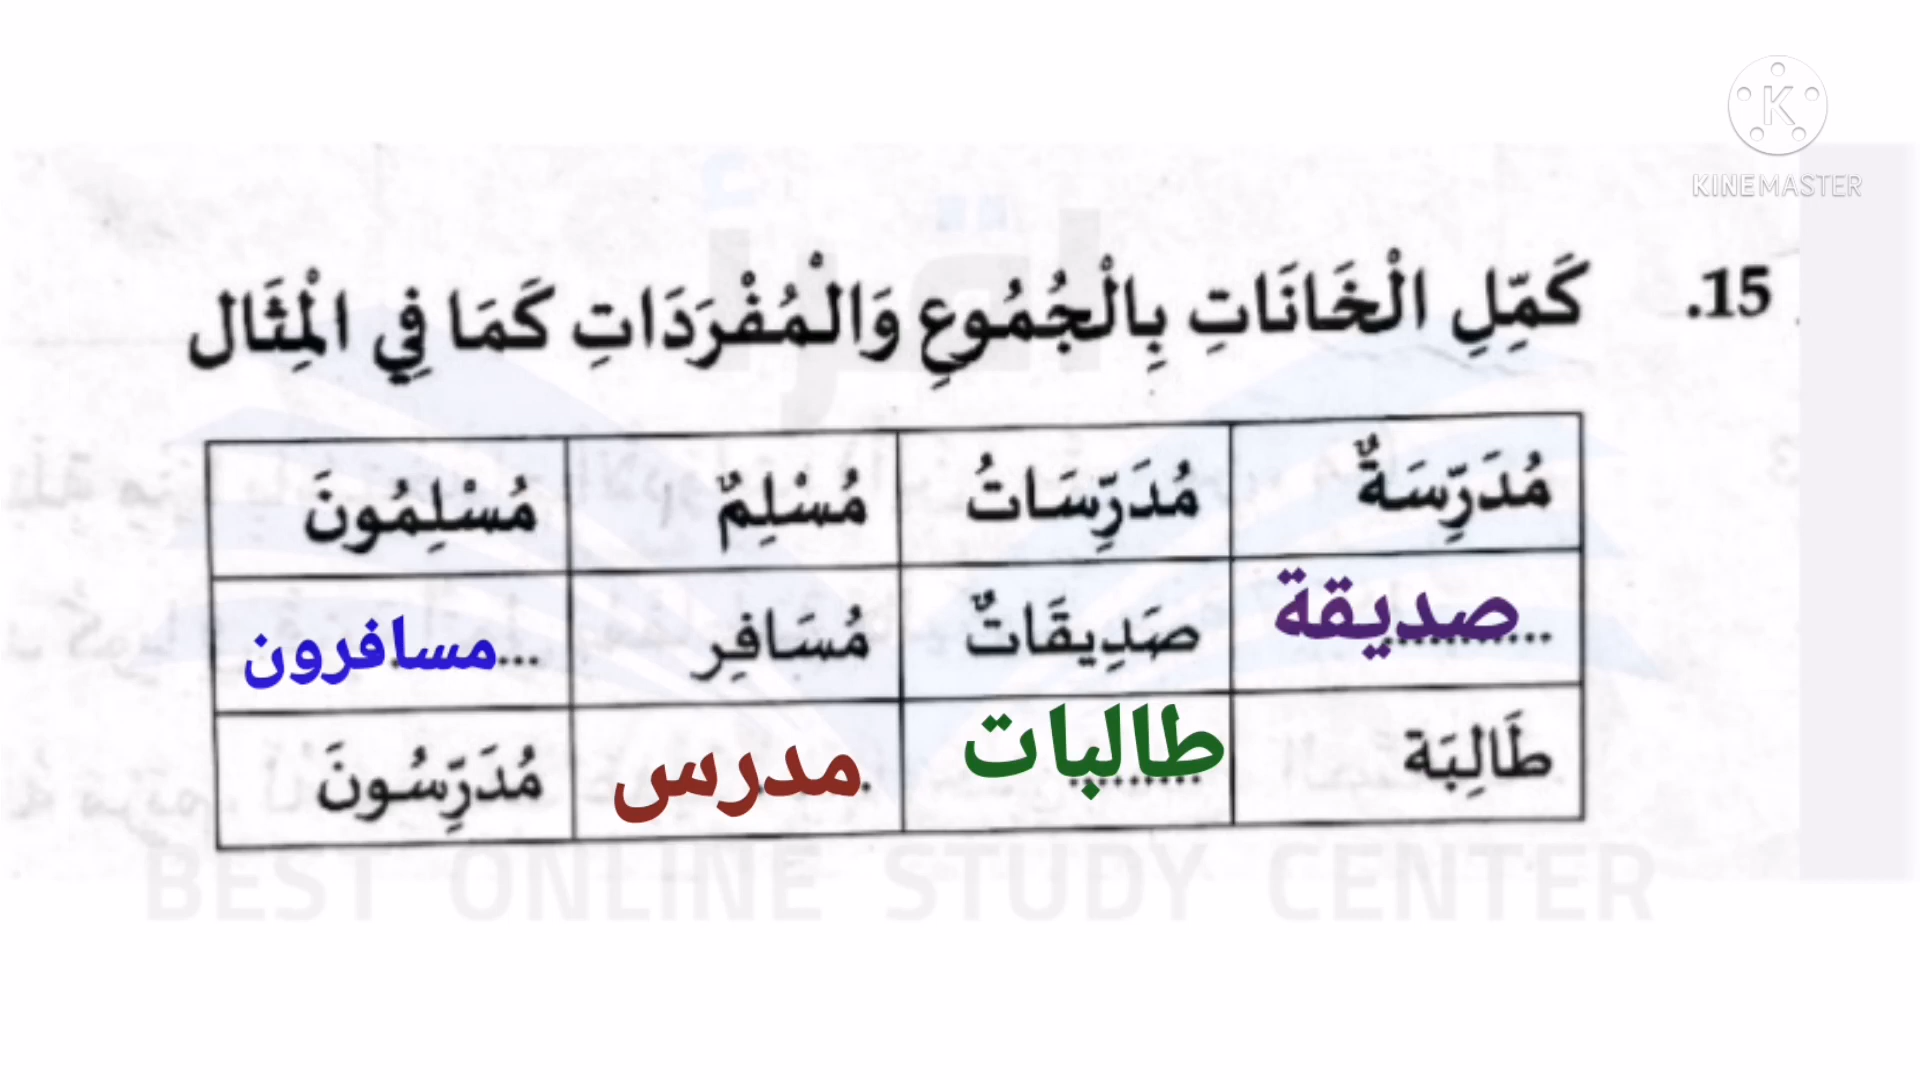 K
KINEMASTER
15. كَمِّلِ الْخَانَاتِ بِالْجُمُوعِ وَالْمُفْرَدَاتِ كَمَا فِي الْمِثَال
مُدَرِّسَةٌ مُدَرِّسَاتُ مُسْلِمٌ مُسْلِمُونَ
صديقة........... صَدِيقَاتٌ مُسَافِر ...مسافرون
طَالِبَة طالبات......... .مدرس مُدَرِّسُونَ
BEST ONLINE STUDY CENTER